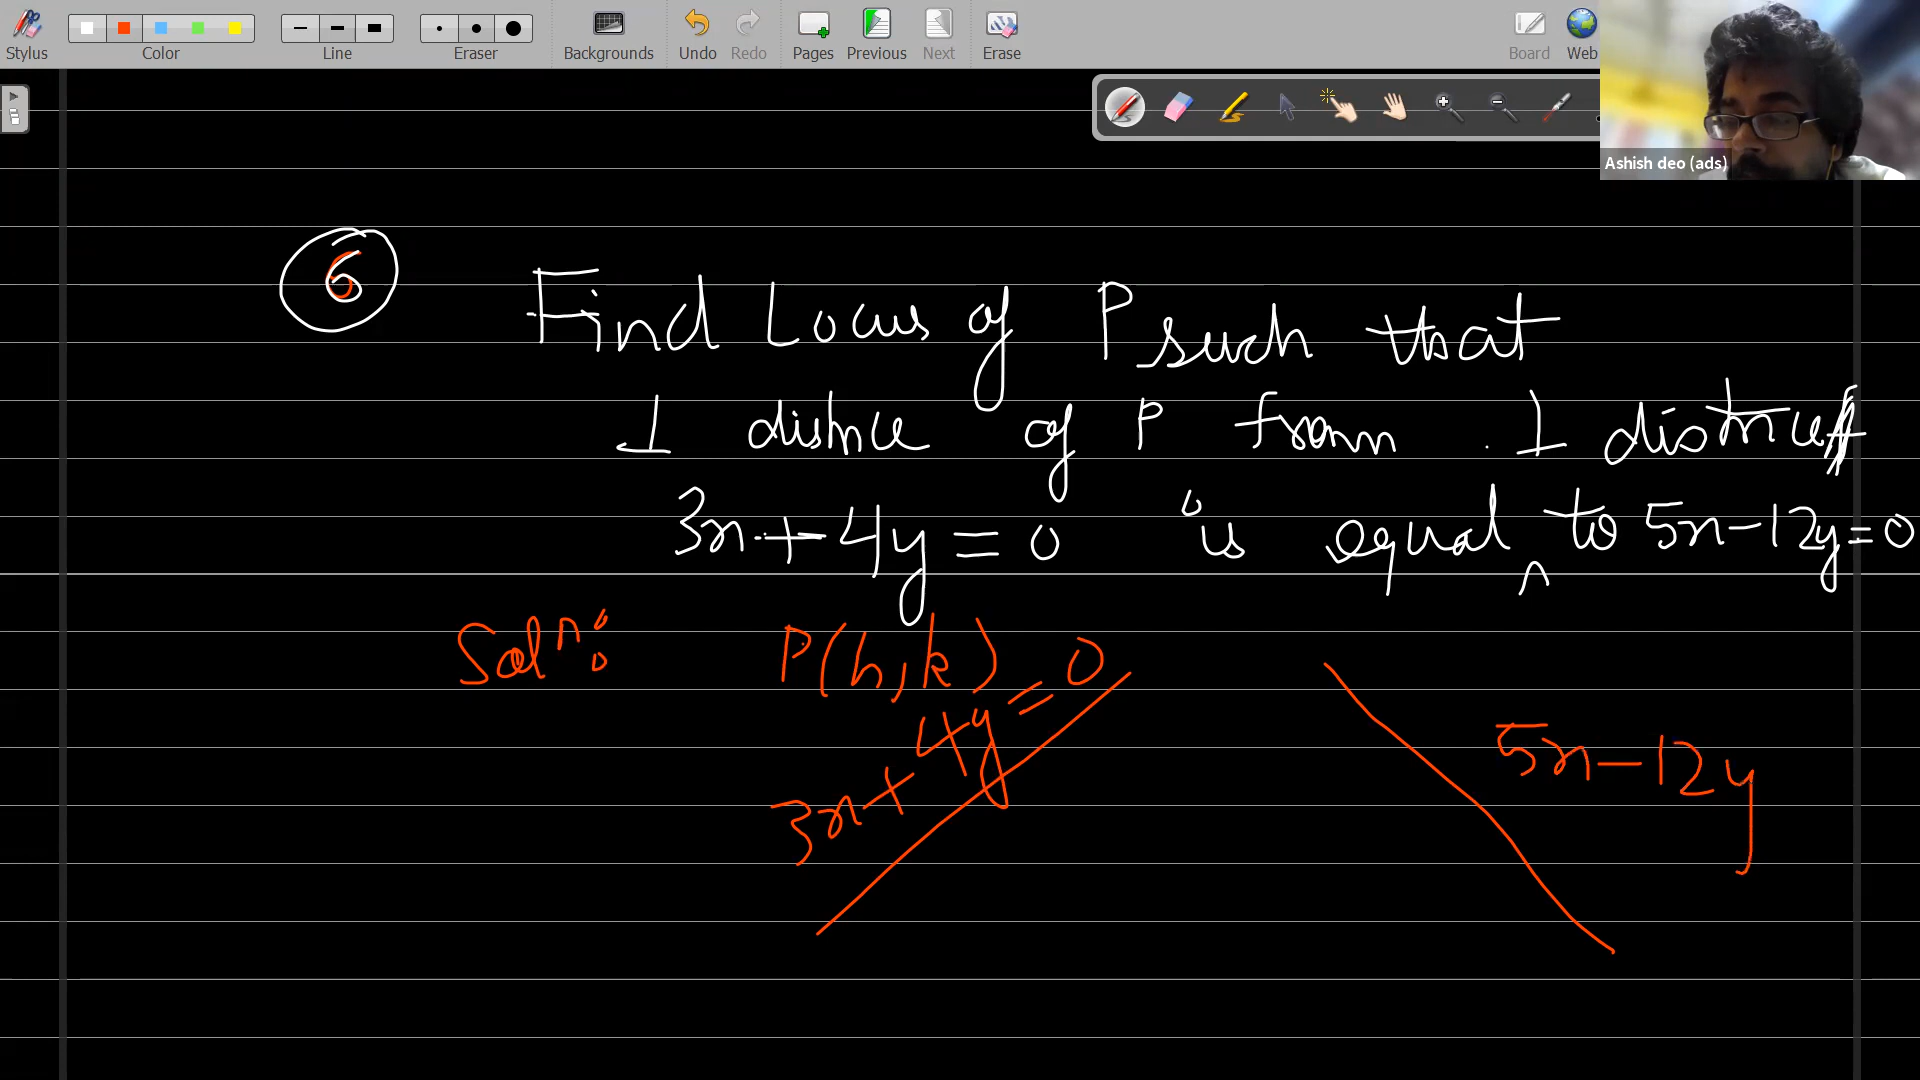 Stylus Color Line Eraser Backgrounds Undo Redo Pages Previous Next Erase Board Web
Ashish deo (ads)
6 Find Locus of P such that
⊥ distnce of P from . ⊥ distnce of
3x + 4y = 0 is equal ^ to 5x - 12y = 0
Soln: P(h, k)
3x + 4y = 0
5x - 12y